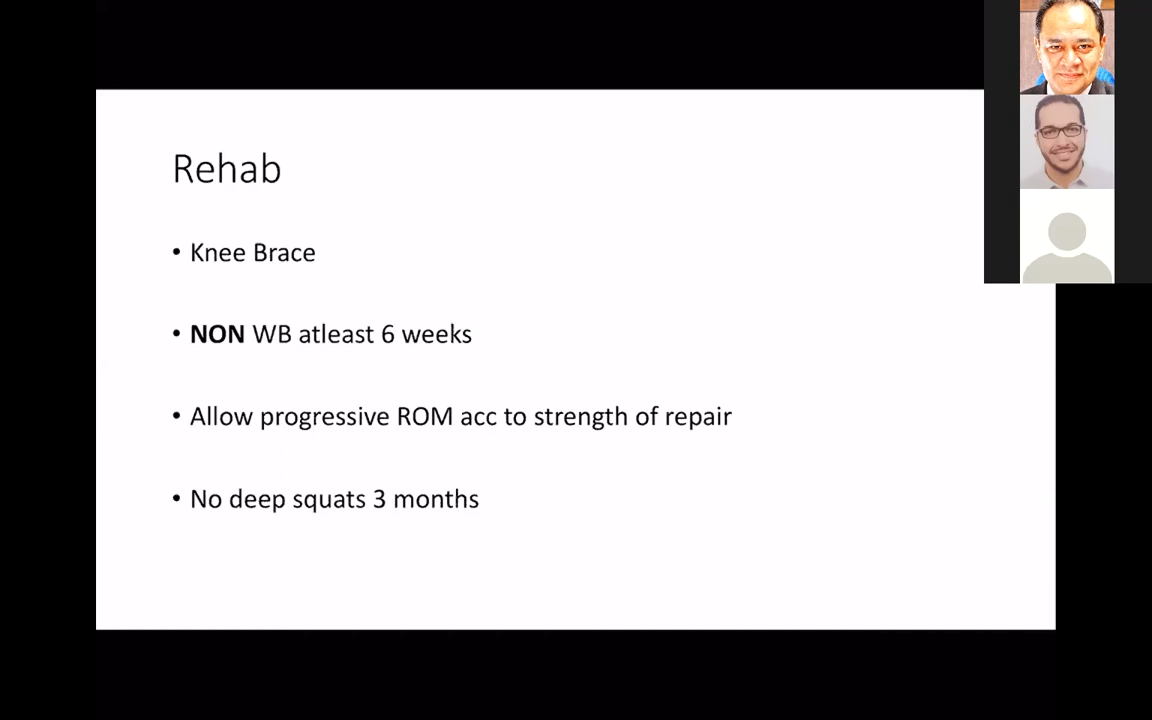 Rehab
• Knee Brace
• NON WB atleast 6 weeks
• Allow progressive ROM acc to strength of repair
• No deep squats 3 months